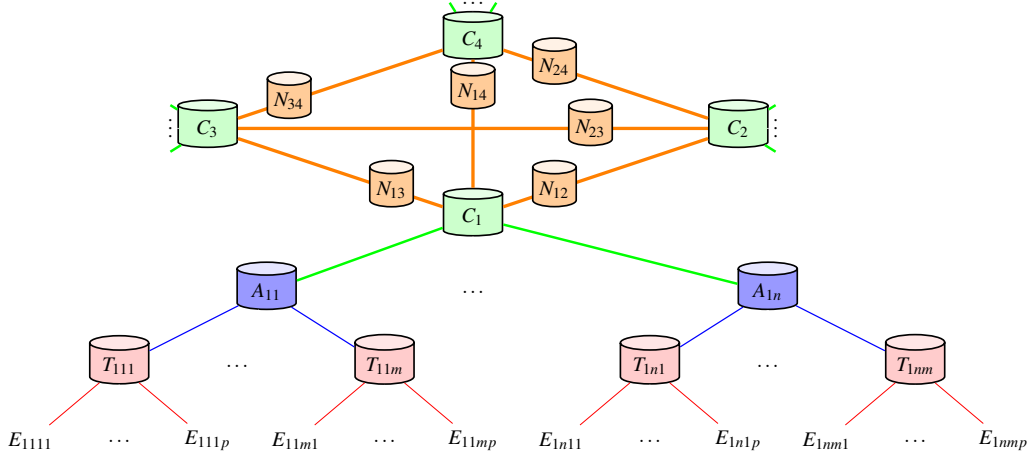 ⋯
C₄
N₂₄
N₃₄
N₁₄
⋮ C₃
N₂₃
C₂ ⋮
N₁₃
N₁₂
C₁
A₁₁ ⋯ A₁ₙ
T₁₁₁ ⋯ T₁₁ₘ T₁ₙ₁ ⋯ T₁ₙₘ
E₁₁₁₁ ⋯ E₁₁₁ₚ E₁₁ₘ₁ ⋯ E₁₁ₘₚ E₁ₙ₁₁ ⋯ E₁ₙ₁ₚ E₁ₙₘ₁ ⋯ E₁ₙₘₚ